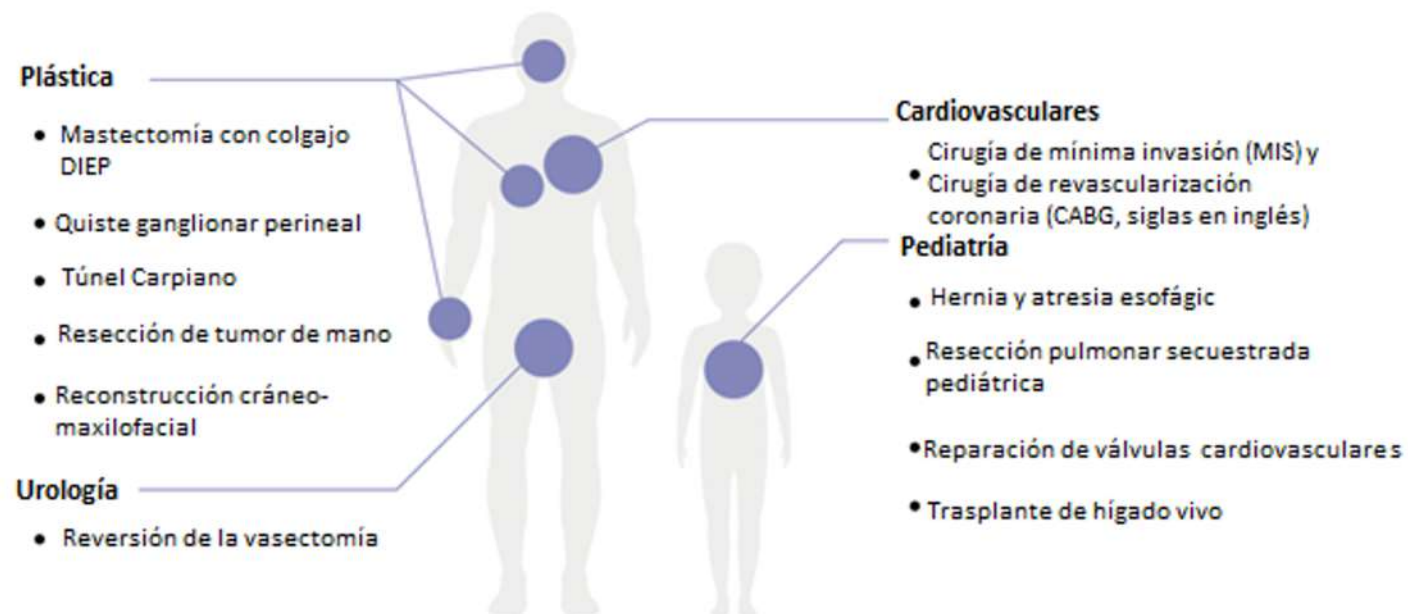 Plástica
• Mastectomía con colgajo
DIEP
• Quiste ganglionar perineal
• Túnel Carpiano
• Resección de tumor de mano
• Reconstrucción cráneo-
maxilofacial
Urología
• Reversión de la vasectomía
Cardiovasculares
• Cirugía de mínima invasión (MIS) y
Cirugía de revascularización
coronaria (CABG, siglas en inglés)
Pediatría
• Hernia y atresia esofágic
• Resección pulmonar secuestrada
pediátrica
• Reparación de válvulas cardiovasculares
• Trasplante de hígado vivo